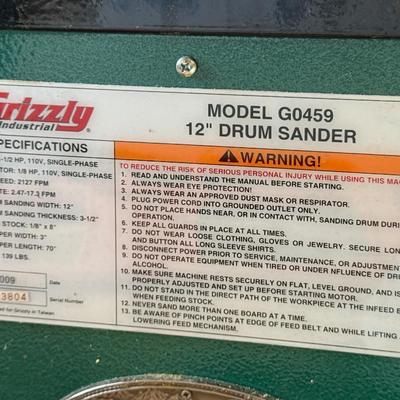 Grizzly
Industrial
MODEL G0459
12" DRUM SANDER
SPECIFICATIONS
-1/2 HP, 110V, SINGLE-PHASE
OTOR: 1/8 HP, 110V, SINGLE-PHASE
EED: 2127 FPM
: 2.47-17.3 FPM
M SANDING WIDTH: 12"
M SANDING THICKNESS: 3-1/2"
STOCK: 1/8" x 8"
PER WIDTH: 3"
PER LENGTH: 70"
139 LBS.
009
Date
3804
Serial Number
ured for Grizzly in Taiwan
WARNING!
TO REDUCE THE RISK OF SERIOUS PERSONAL INJURY WHILE USING THIS MA
1. READ AND UNDERSTAND THE MANUAL BEFORE STARTING.
2. ALWAYS WEAR EYE PROTECTION!
3. ALWAYS WEAR AN APPROVED DUST MASK OR RESPIRATOR.
4. PLUG POWER CORD INTO GROUNDED OUTLET ONLY.
5. DO NOT PLACE HANDS NEAR, OR IN CONTACT WITH, SANDING DRUM DURI
OPERATION.
6. KEEP ALL GUARDS IN PLACE AT ALL TIMES.
7. DO NOT WEAR LOOSE CLOTHING, GLOVES OR JEWELRY. SECURE LON
AND BUTTON ALL LONG SLEEVE SHIRTS.
8. DISCONNECT POWER PRIOR TO SERVICE, MAINTENANCE, OR ADJUSTMEN
9. DO NOT OPERATE EQUIPMENT WHEN TIRED OR UNDER INFLUENCE OF DR
ALCOHOL.
10. MAKE SURE MACHINE RESTS SECURELY ON FLAT, LEVEL GROUND, AND IS
PROPERLY ADJUSTED AND SET UP BEFORE STARTING MOTOR.
11. DO NOT STAND IN THE DIRECT PATH OF THE WORKPIECE AT THE INFEED E
WHEN FEEDING STOCK.
12. NEVER SAND MORE THAN ONE BOARD AT A TIME.
13. BE AWARE OF PINCH POINTS AT EDGE OF FEED BELT AND WHILE LIFTING
LOWERING FEED MECHANISM.